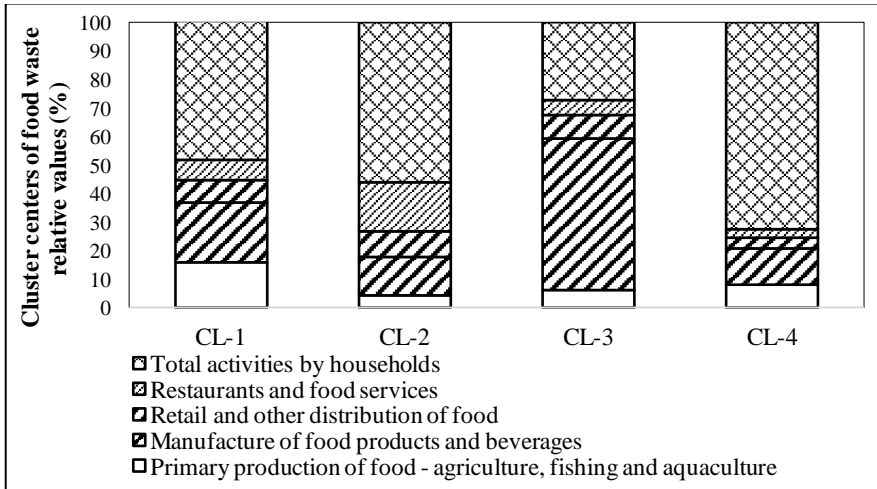 Cluster centers of food waste
relative values (%)
100
90
80
70
60
50
40
30
20
10
0
CL-1 CL-2 CL-3 CL-4
Total activities by households
Restaurants and food services
Retail and other distribution of food
Manufacture of food products and beverages
Primary production of food - agriculture, fishing and aquaculture